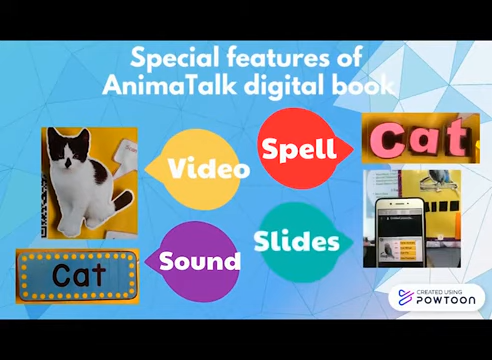 Special features of
AnimaTalk digital book
Video
Spell
Cat
Sound
Slides
Cat
CREATED USING
POWTOON